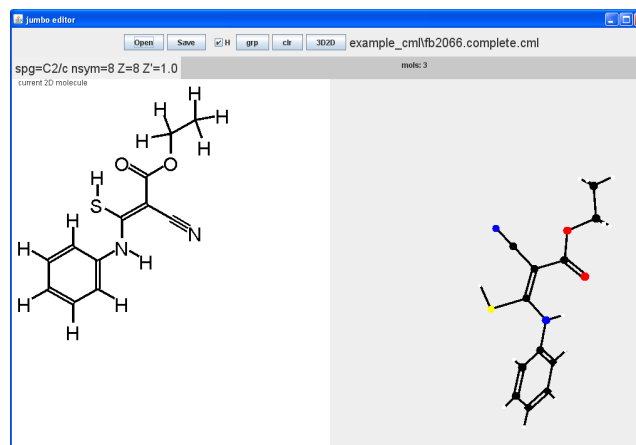 jumbo editor
Open Save H grp clr 3D2D example_cml\fb2066.complete.cml
spg=C2/c nsym=8 Z=8 Z'=1.0 mols: 3
current 2D molecule
H
H H
H H
O
O
H
S
N
H H N
H
H
H H
H